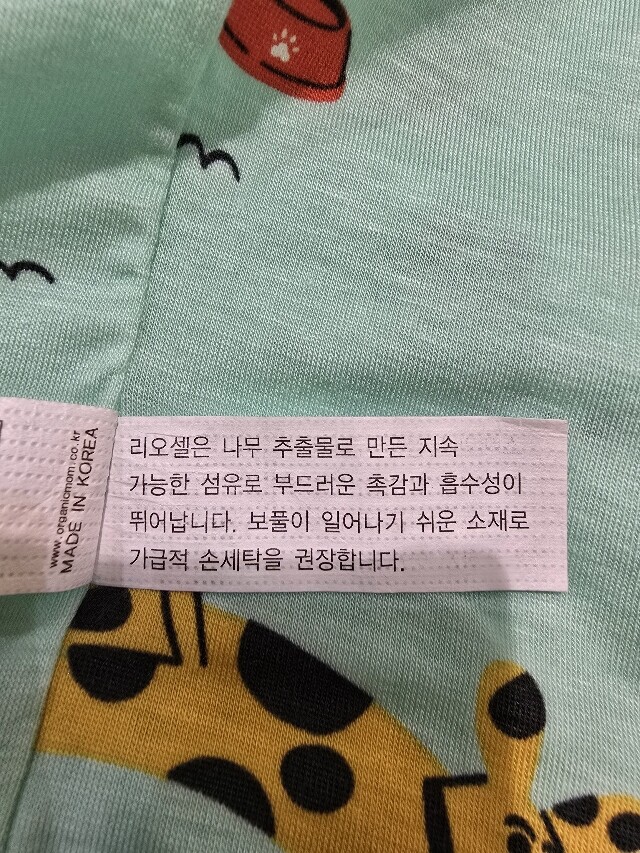 리오셀은 나무 추출물로 만든 지속
가능한 섬유로 부드러운 촉감과 흡수성이
뛰어납니다. 보풀이 일어나기 쉬운 소재로
가급적 손세탁을 권장합니다.
www.organicmom.co.kr
MADE IN KOREA